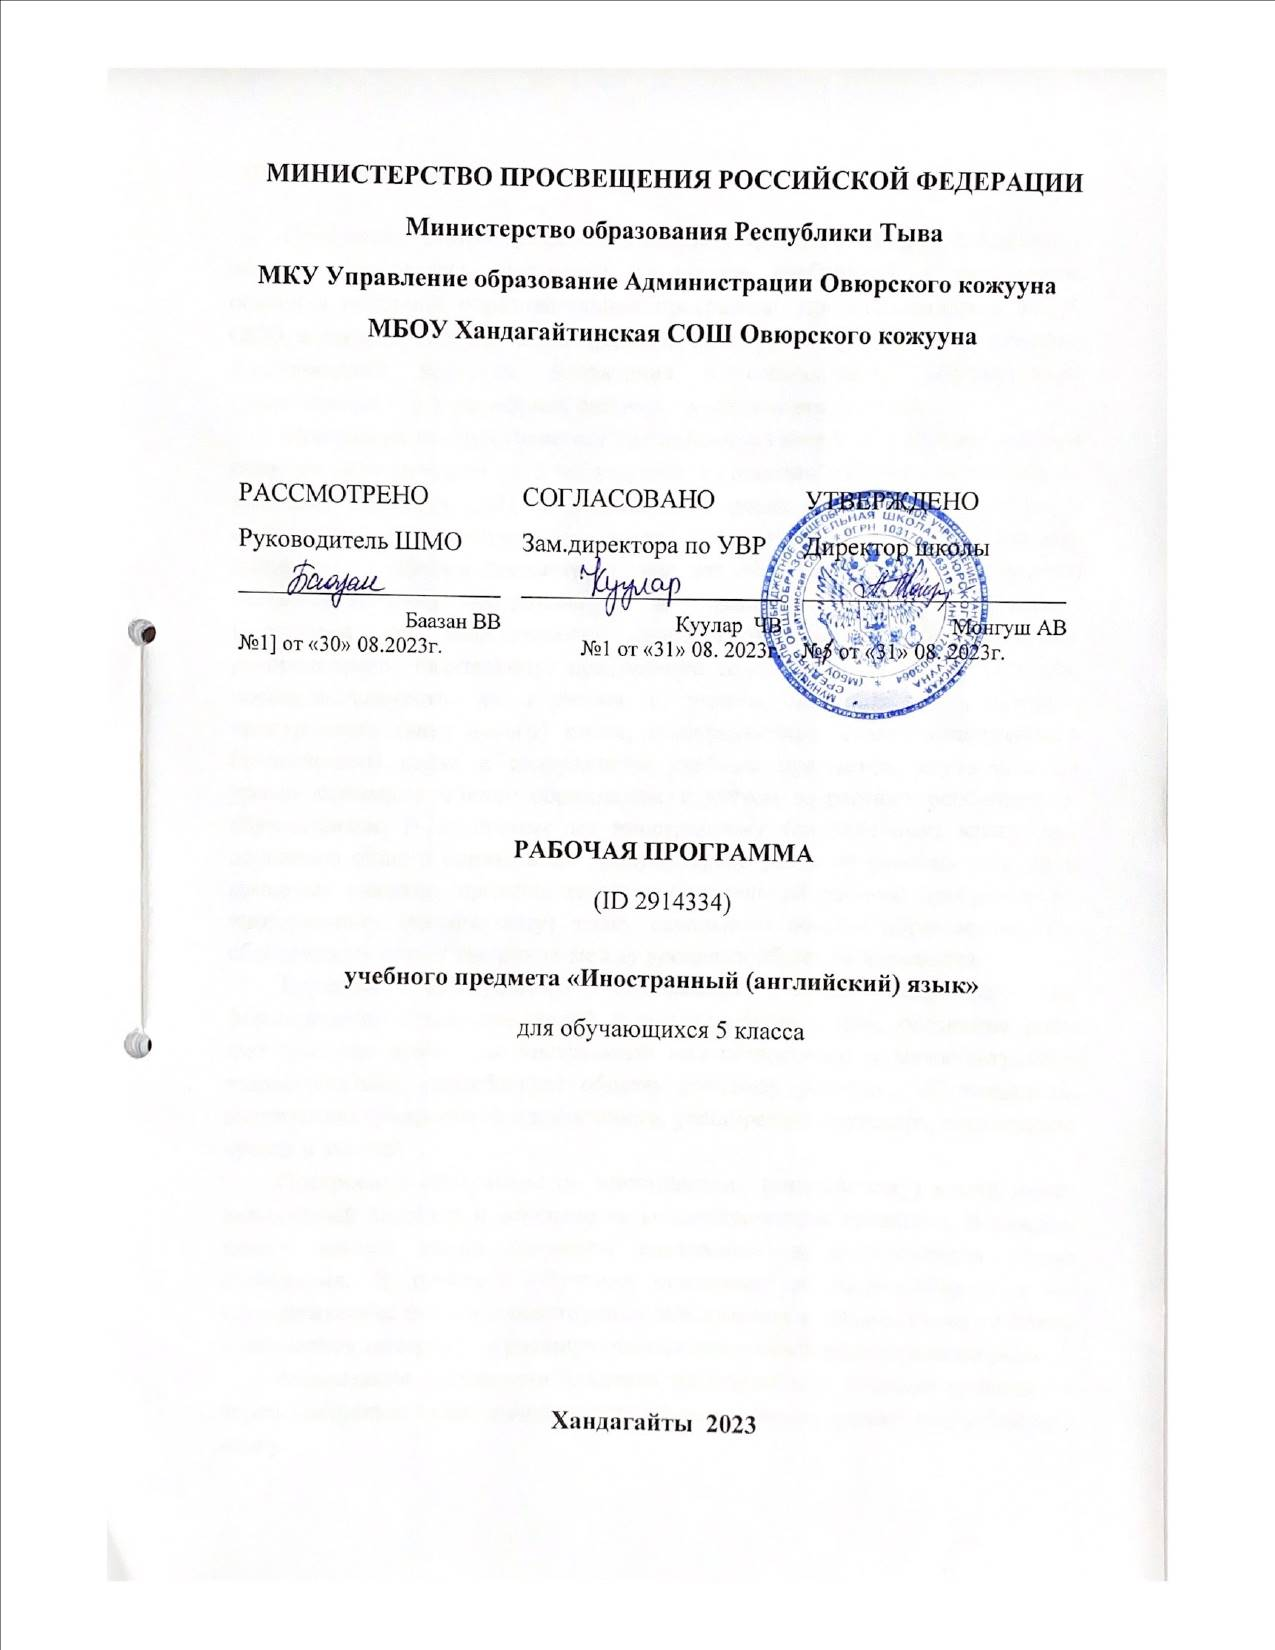 МИНИСТЕРСТВО ПРОСВЕЩЕНИЯ РОССИЙСКОЙ ФЕДЕРАЦИИ
Министерство образования Республики Тыва
МКУ Управление образование Администрации Овюрского кожууна
МБОУ Хандагайтинская СОШ Овюрского кожууна
РАССМОТРЕНО
Руководитель ШМО
Баазан
Баазан ВВ
№1] от «30» 08.2023г.
СОГЛАСОВАНО
Зам.директора по УВР
Куулар
Куулар ЧВ
№1 от «31» 08. 2023г.
УТВЕРЖДЕНО
Директор школы
Монгуш АВ
от «31» 08. 2023г.
РАБОЧАЯ ПРОГРАММА
(ID 2914334)
учебного предмета «Иностранный (английский) язык»
для обучающихся 5 класса
Хандагайты 2023